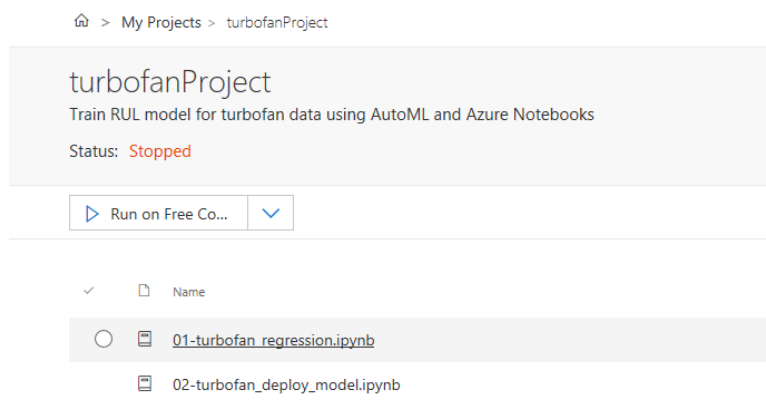 > My Projects > turbofanProject
turbofanProject
Train RUL model for turbofan data using AutoML and Azure Notebooks
Status: Stopped
Run on Free Co...
Name
01-turbofan_regression.ipynb
02-turbofan_deploy_model.ipynb